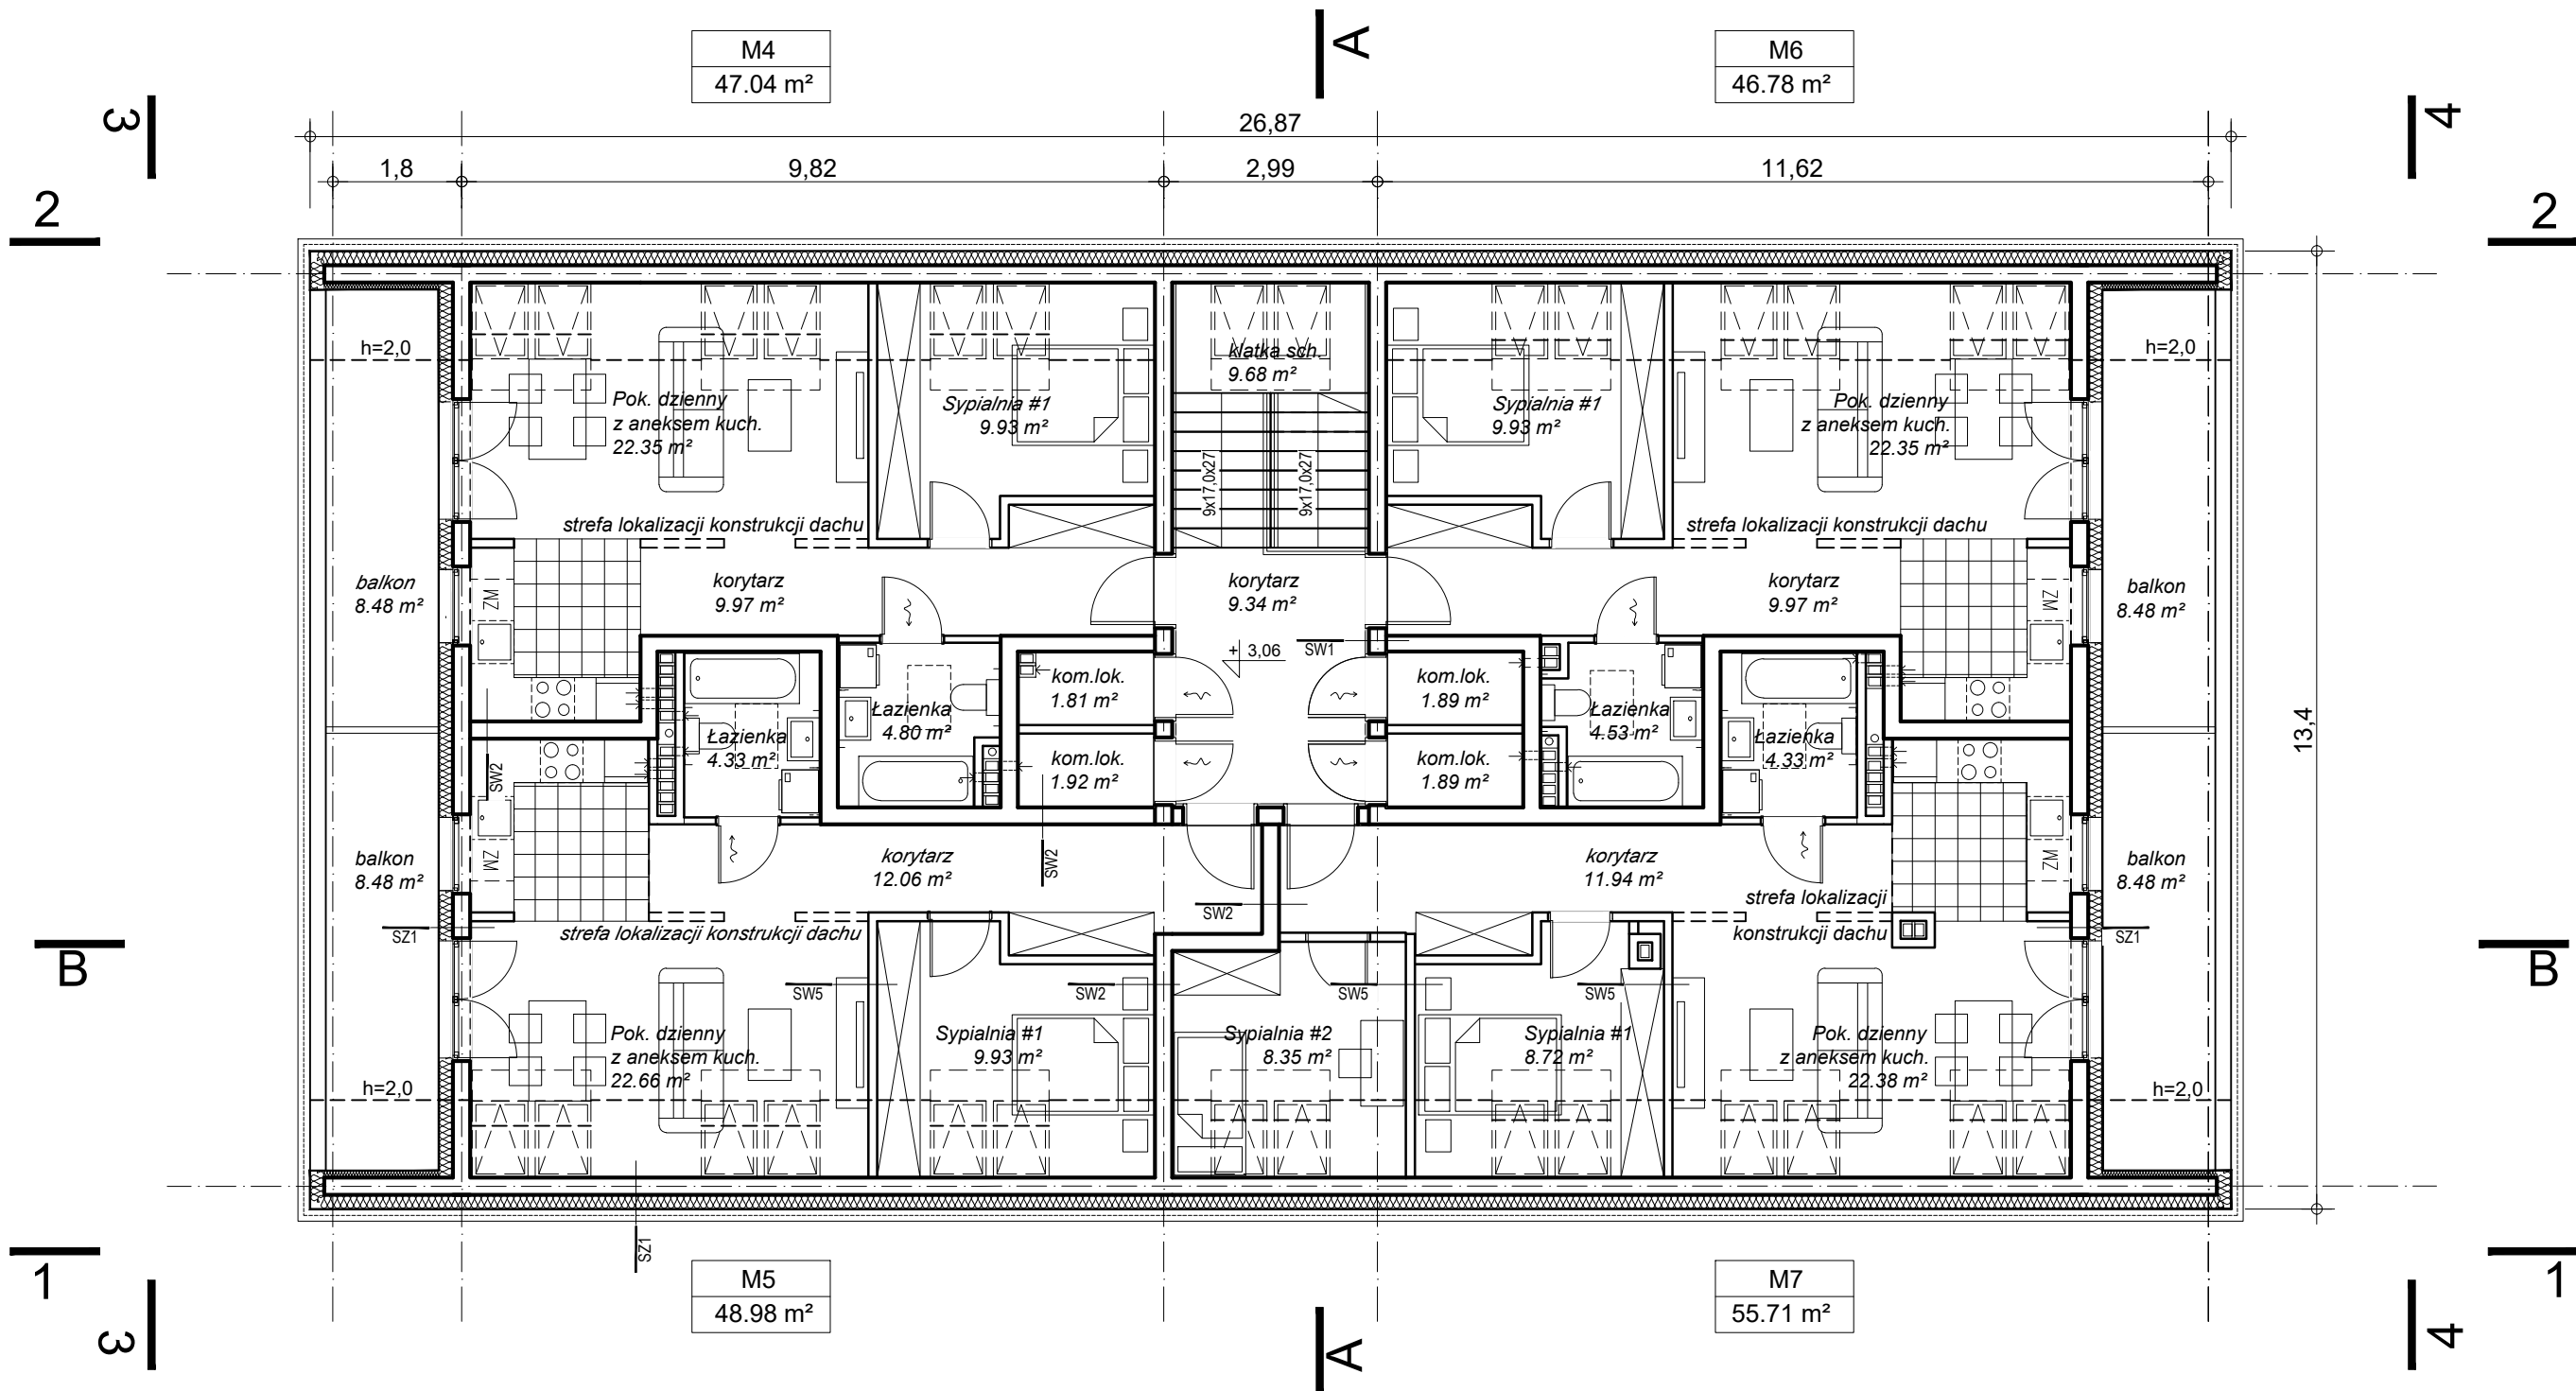 M4
47.04 m²
A
M6
46.78 m²
3
4
26,87
1,8
9,82
2,99
11,62
2
2
h=2,0
klatka sch.
9.68 m²
h=2,0
Pok. dzienny
z aneksem kuch.
22.35 m²
Sypialnia #1
9.93 m²
Sypialnia #1
9.93 m²
Pok. dzienny
z aneksem kuch.
22.35 m²
9x17,0x27
9x17,0x27
strefa lokalizacji konstrukcji dachu
strefa lokalizacji konstrukcji dachu
balkon
8.48 m²
ZM
korytarz
9.97 m²
korytarz
9.34 m²
korytarz
9.97 m²
ZM
balkon
8.48 m²
+ 3,06
SW1
kom.lok.
1.81 m²
kom.lok.
1.89 m²
Łazienka
4.33 m²
Łazienka
4.80 m²
Łazienka
4.53 m²
Łazienka
4.33 m²
13,4
SW2
kom.lok.
1.92 m²
kom.lok.
1.89 m²
balkon
8.48 m²
ZM
korytarz
12.06 m²
SW2
korytarz
11.94 m²
ZM
balkon
8.48 m²
SW2
strefa lokalizacji
konstrukcji dachu
strefa lokalizacji konstrukcji dachu
SZ1
SZ1
B
B
SW5
SW2
SW5
SW5
Pok. dzienny
z aneksem kuch.
22.66 m²
Sypialnia #1
9.93 m²
Sypialnia #2
8.35 m²
Sypialnia #1
8.72 m²
Pok. dzienny
z aneksem kuch.
22.38 m²
h=2,0
h=2,0
SZ1
1
1
M5
48.98 m²
M7
55.71 m²
3
A
4